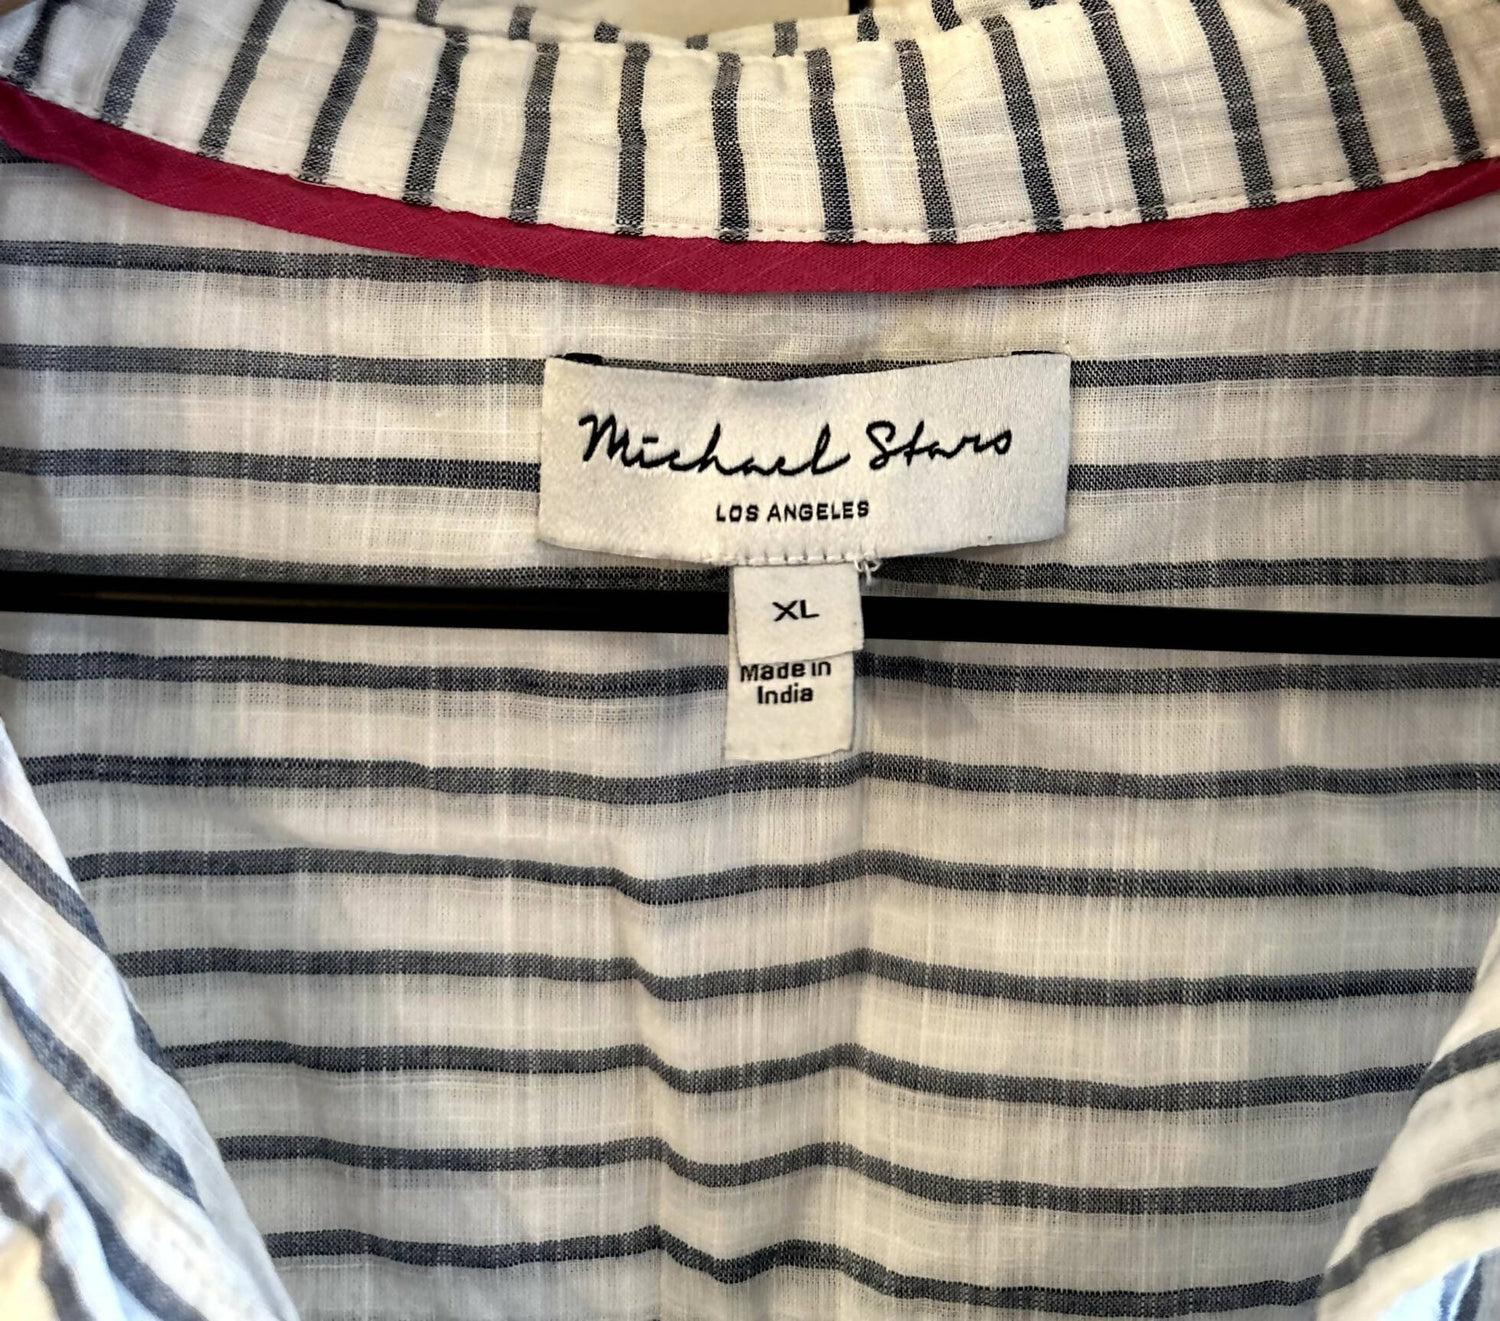 Michael Stars
LOS ANGELES
XL
Made in
India